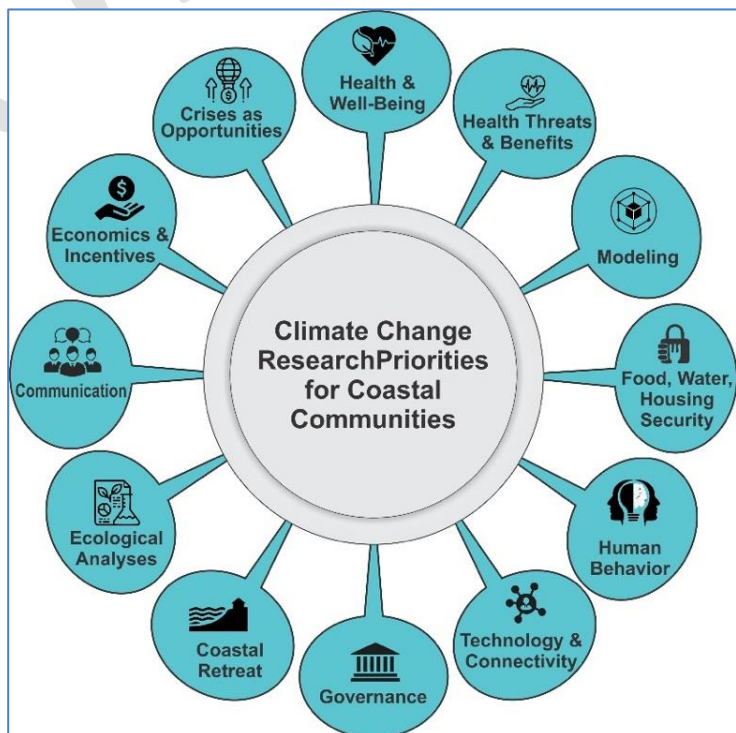 Health &
Well-Being
Health Threats
& Benefits
Modeling
Food, Water,
Housing
Security
Human
Behavior
Technology &
Connectivity
Governance
Coastal
Retreat
Ecological
Analyses
Communication
Economics &
Incentives
Crises as
Opportunities
Climate Change
ResearchPriorities
for Coastal
Communities